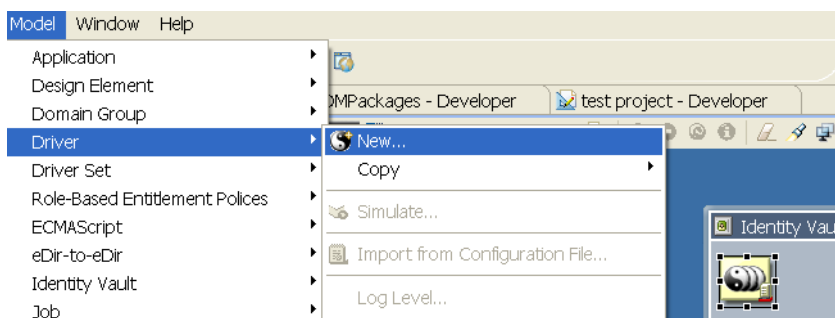 Model Window Help
Application
Design Element
Domain Group
Driver
Driver Set
Role-Based Entitlement Polices
ECMAScript
eDir-to-eDir
Identity Vault
Job
MPackages - Developer
test project - Developer
New...
Copy
Simulate...
Import from Configuration File...
Log Level...
Identity Vau